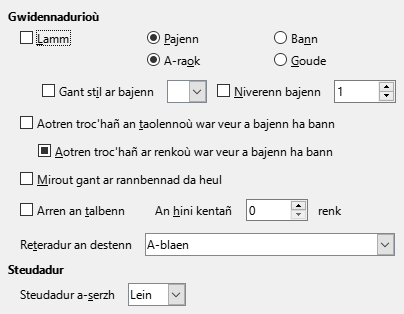 Gwidennadurioù
Lamm Pajenn Bann
A-raok Goude
Gant stil ar bajenn Niverenn bajenn 1
Aotren troc'hañ an taolennoù war veur a bajenn ha bann
Aotren troc'hañ ar renkoù war veur a bajenn ha bann
Mirout gant ar rannbennad da heul
Arren an talbenn An hini kentañ 0 renk
Reteradur an destenn A-blaen
Steudadur
Steudadur a-serzh Lein